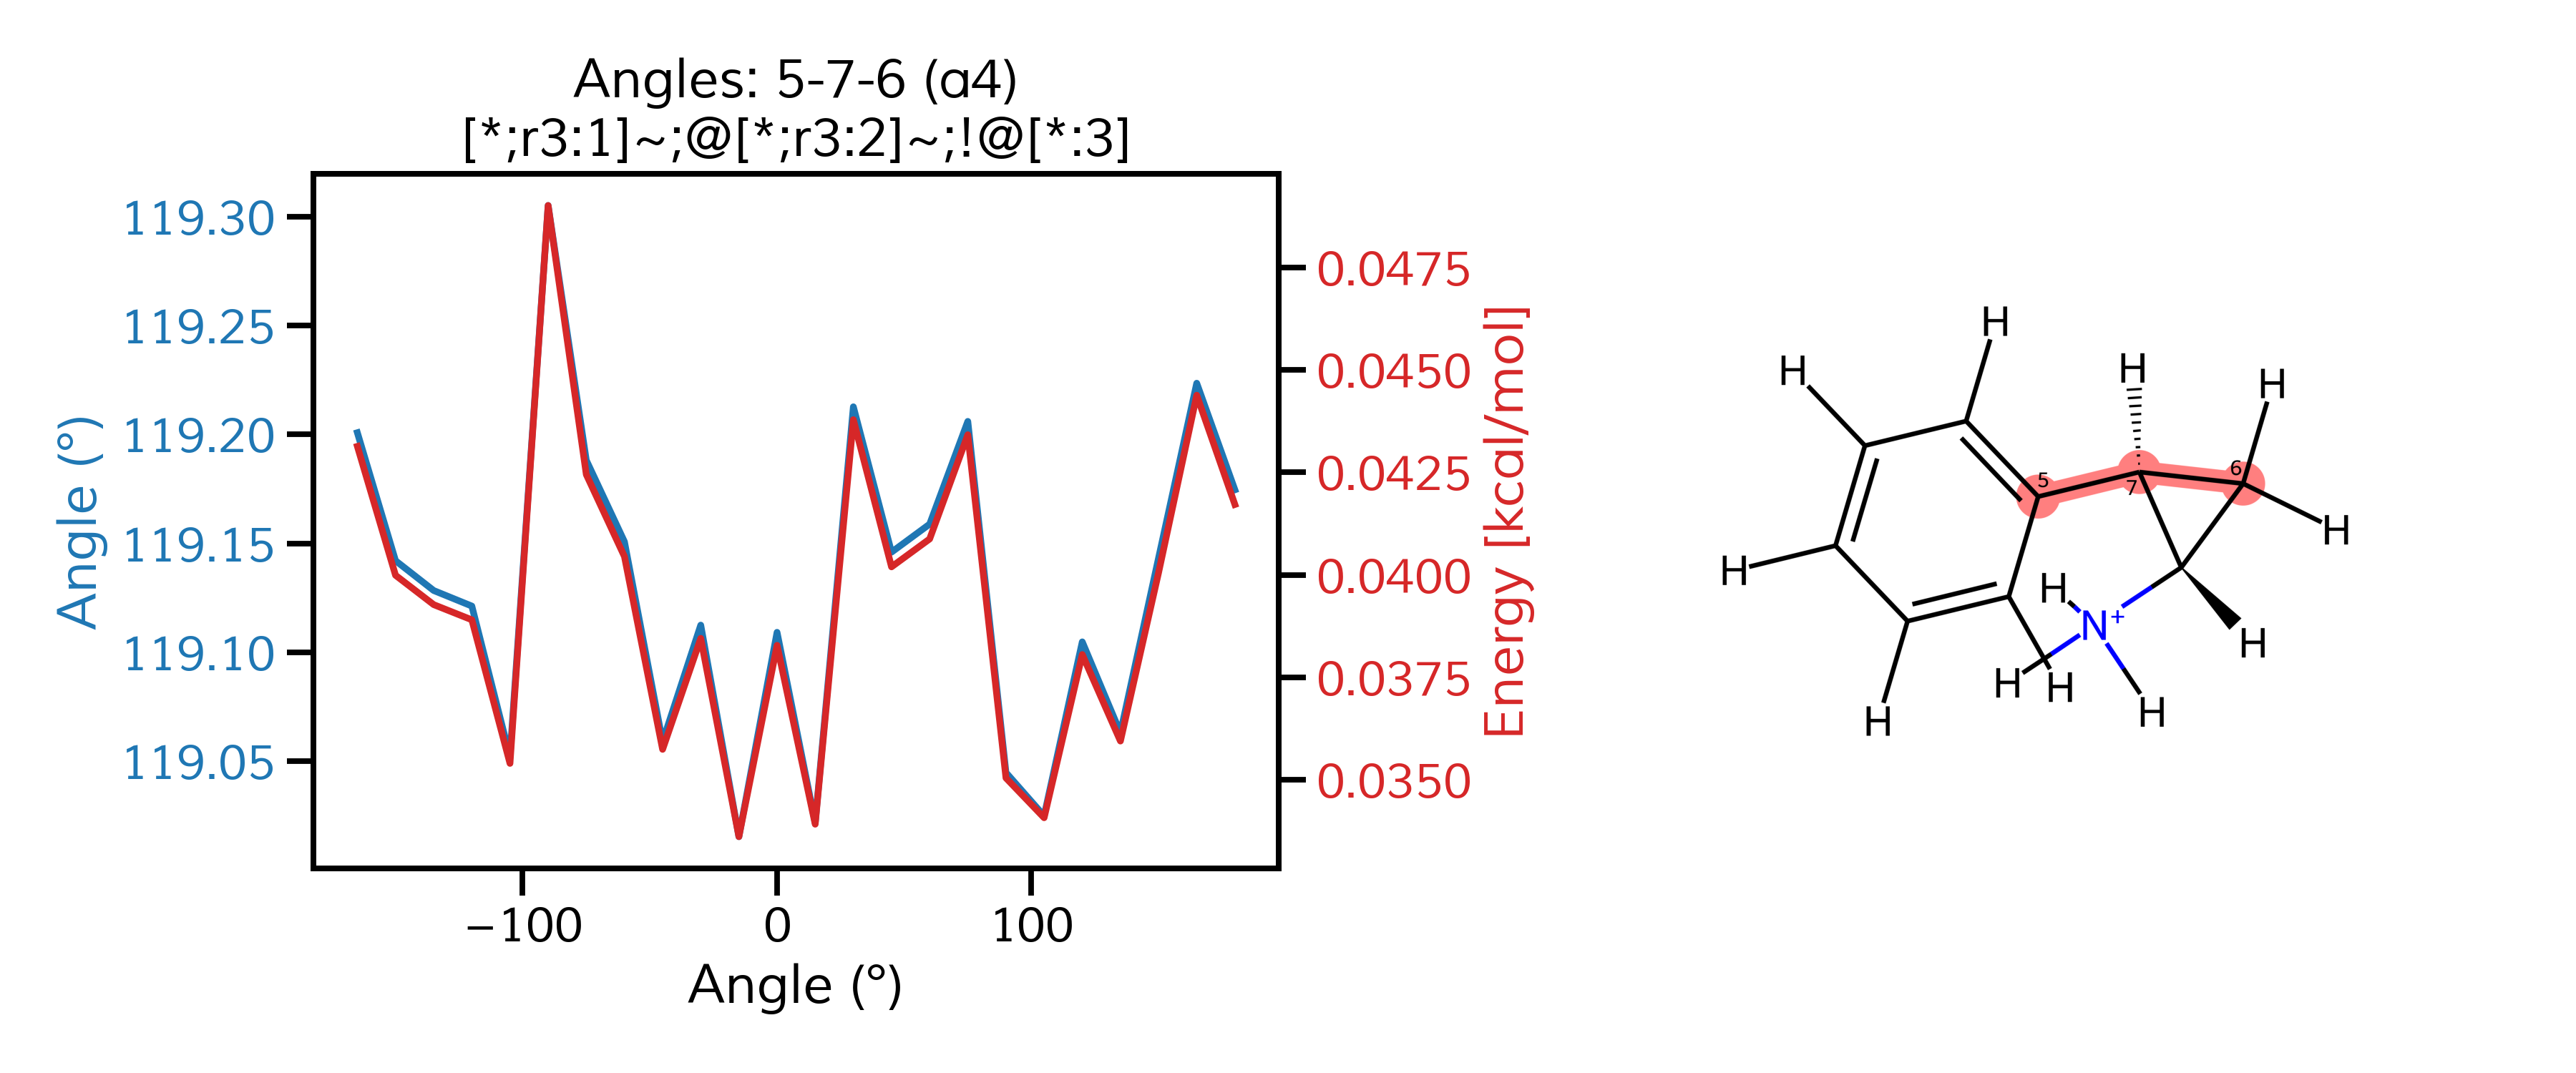 Angles: 5-7-6 (a4)
[*;r3:1]~;@[*;r3:2]~;!@[*:3]
119.30
119.25
119.20
119.15
119.10
119.05
Angle (°)
−100
0
100
Angle (°)
0.0475
0.0450
0.0425
0.0400
0.0375
0.0350
Energy [kcal/mol]
H
H
H
H
5
7
6
H
H
H
N+
H
H
H
H
H